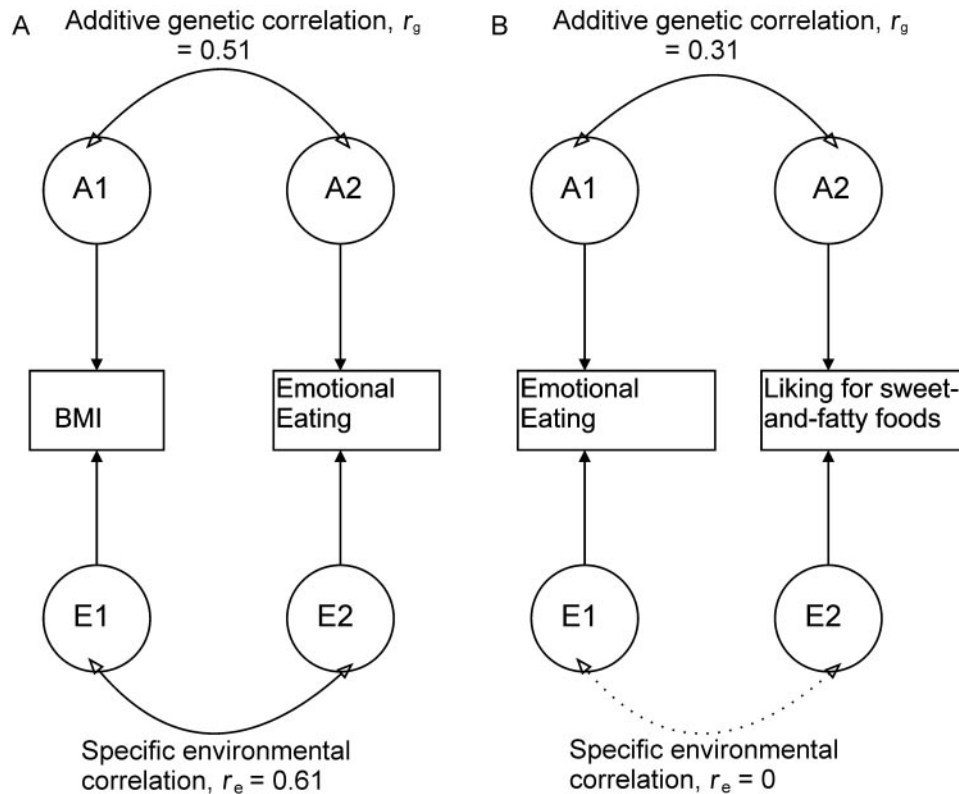 A
Additive genetic correlation, rg
= 0.51
A1
A2
BMI
Emotional
Eating
E1
E2
Specific environmental
correlation, re = 0.61
B
Additive genetic correlation, rg
= 0.31
A1
A2
Emotional
Eating
Liking for sweet-
and-fatty foods
E1
E2
Specific environmental
correlation, re = 0